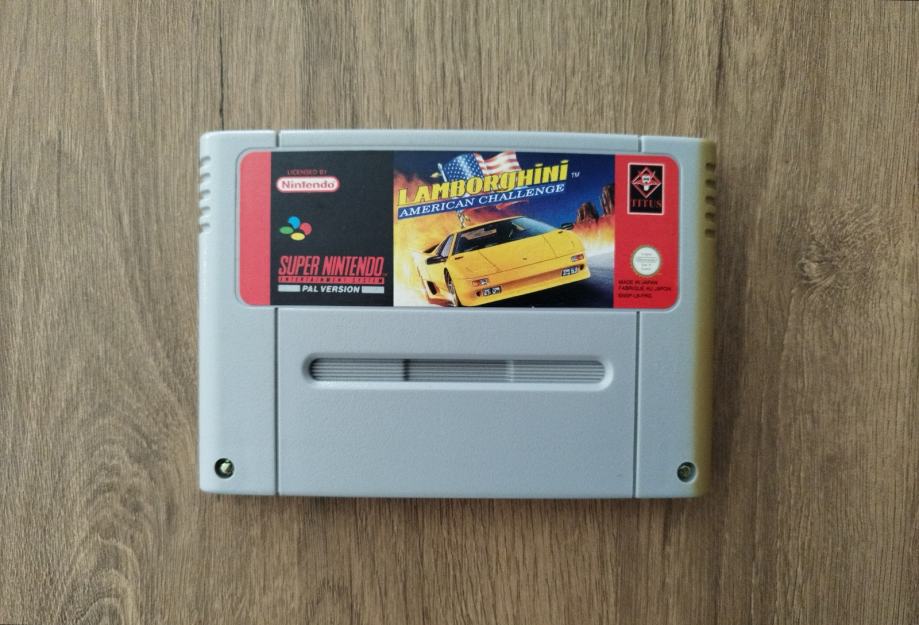 LICENSED BY
Nintendo
SUPER NINTENDO
ENTERTAINMENT SYSTEM
PAL VERSION
LAMBORGHINI
TM
AMERICAN CHALLENGE
TITUS
MADE IN JAPAN
FABRIQUE AU JAPON